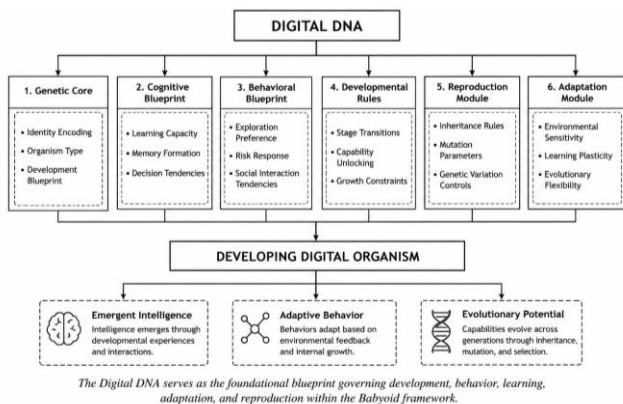 DIGITAL DNA
1. Genetic Core
• Identity Encoding
• Organism Type
• Development
Blueprint
2. Cognitive
Blueprint
• Learning Capacity
• Memory Formation
• Decision Tendencies
3. Behavioral
Blueprint
• Exploration
Preference
• Risk Response
• Social Interaction
Tendencies
4. Developmental
Rules
• Stage Transitions
• Capability
Unlocking
• Growth Constraints
5. Reproduction
Module
• Inheritance Rules
• Mutation
Parameters
• Genetic Variation
Controls
6. Adaptation
Module
• Environmental
Sensitivity
• Learning Plasticity
• Evolutionary
Flexibility
DEVELOPING DIGITAL ORGANISM
Emergent Intelligence
Intelligence emerges through
developmental experiences
and interactions.
Adaptive Behavior
Behaviors adapt based on
environmental feedback
and internal growth.
Evolutionary Potential
Capabilities evolve across
generations through inheritance,
mutation, and selection.
The Digital DNA serves as the foundational blueprint governing development, behavior, learning,
adaptation, and reproduction within the Babyoid framework.